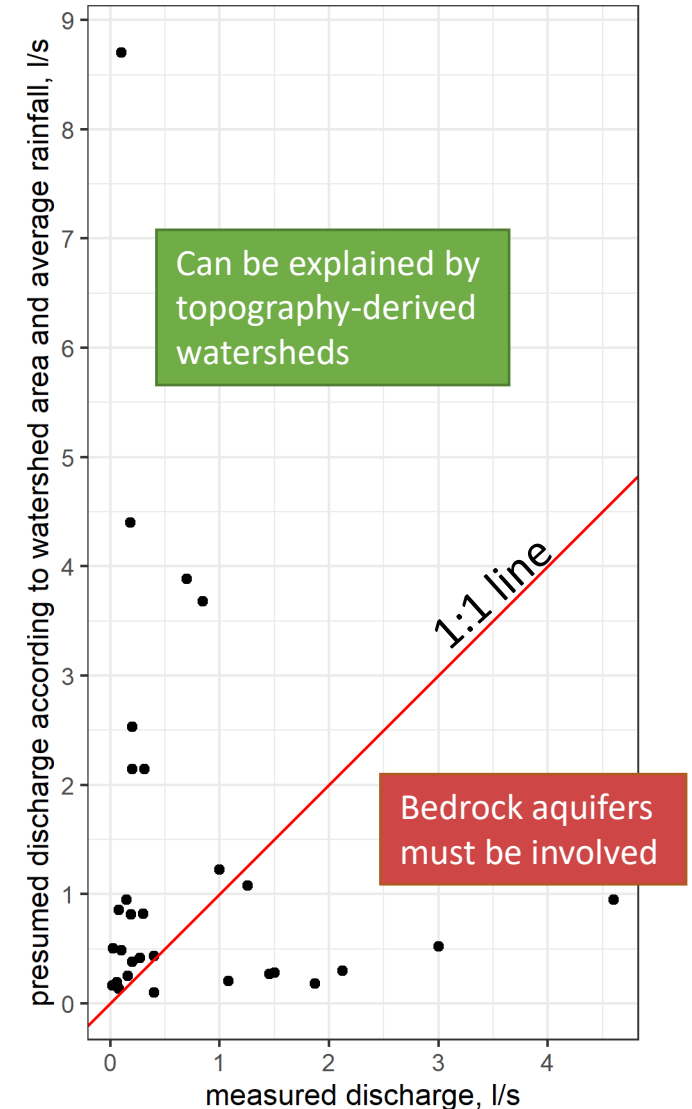 presumed discharge according to watershed area and average rainfall, l/s
9
8
7
6
5
4
3
2
1
0
Can be explained by
topography-derived
watersheds
1:1 line
Bedrock aquifers
must be involved
0 1 2 3 4
measured discharge, l/s